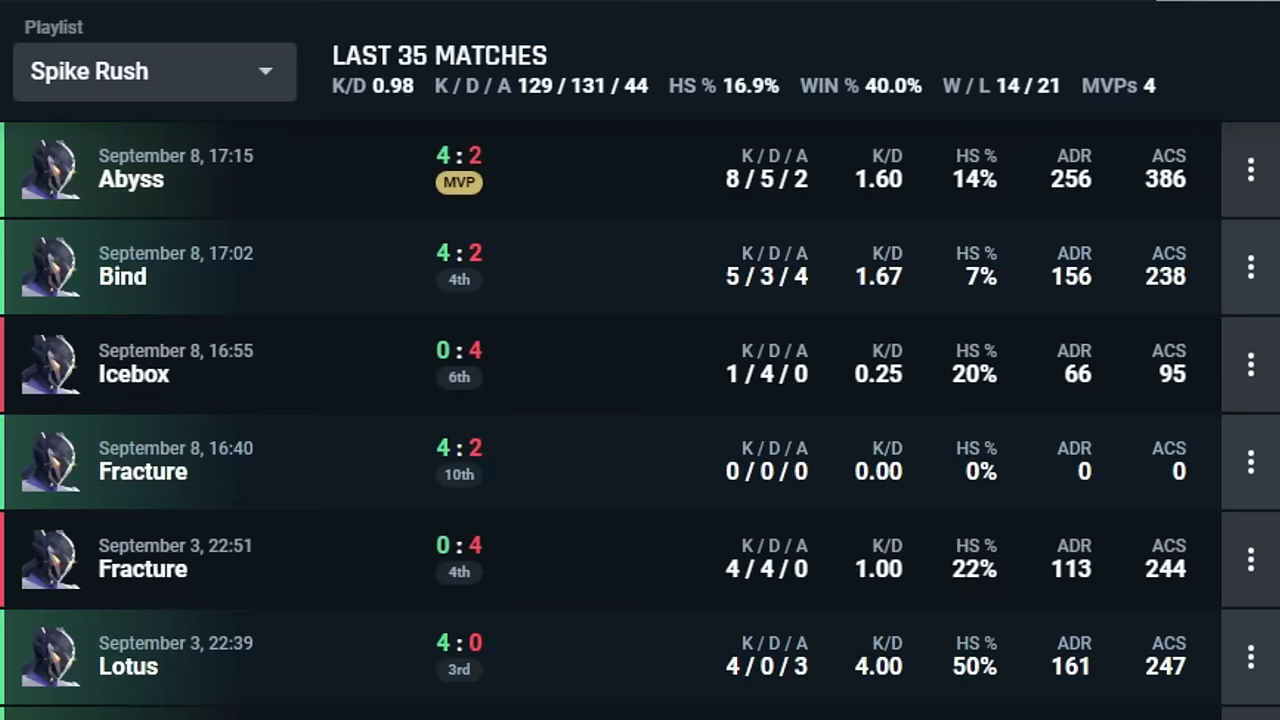 Playlist
Spike Rush
LAST 35 MATCHES
K/D 0.98 K / D / A 129 / 131 / 44 HS % 16.9% WIN % 40.0% W / L 14 / 21 MVPs 4
September 8, 17:15 4 : 2 K / D / A K/D HS % ADR ACS
Abyss MVP 8 / 5 / 2 1.60 14% 256 386
September 8, 17:02 4 : 2 K / D / A K/D HS % ADR ACS
Bind 4th 5 / 3 / 4 1.67 7% 156 238
September 8, 16:55 0 : 4 K / D / A K/D HS % ADR ACS
Icebox 6th 1 / 4 / 0 0.25 20% 66 95
September 8, 16:40 4 : 2 K / D / A K/D HS % ADR ACS
Fracture 10th 0 / 0 / 0 0.00 0% 0 0
September 3, 22:51 0 : 4 K / D / A K/D HS % ADR ACS
Fracture 4th 4 / 4 / 0 1.00 22% 113 244
September 3, 22:39 4 : 0 K / D / A K/D HS % ADR ACS
Lotus 3rd 4 / 0 / 3 4.00 50% 161 247